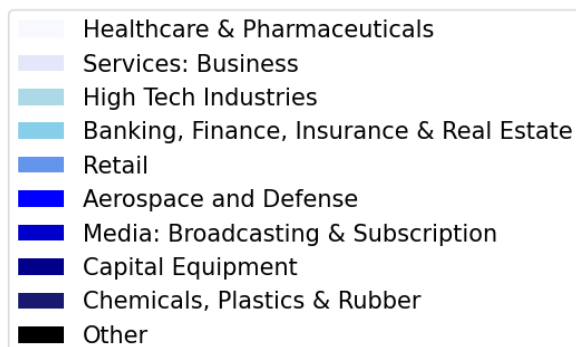 Healthcare & Pharmaceuticals
Services: Business
High Tech Industries
Banking, Finance, Insurance & Real Estate
Retail
Aerospace and Defense
Media: Broadcasting & Subscription
Capital Equipment
Chemicals, Plastics & Rubber
Other